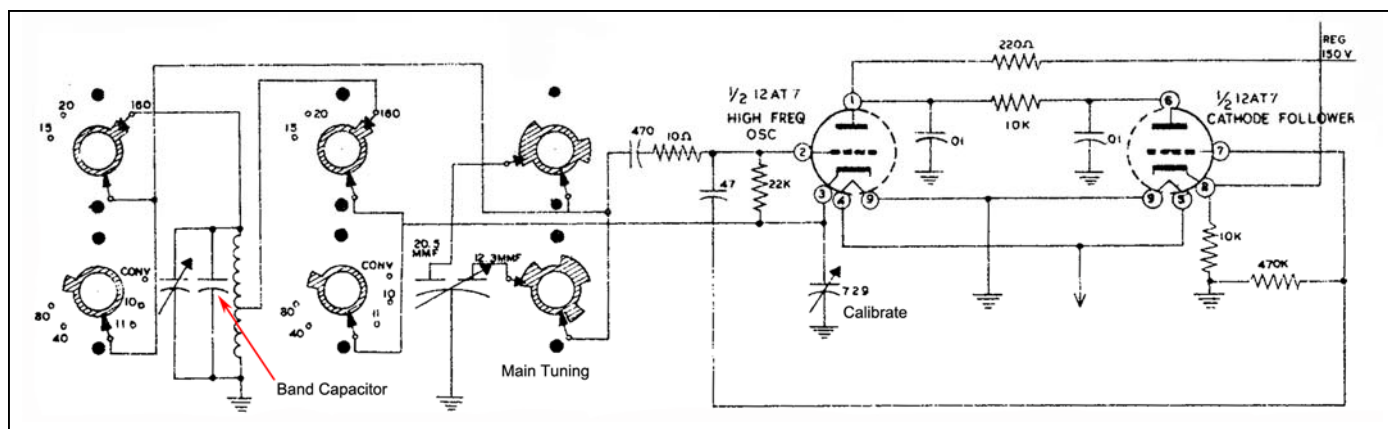 20
160
15
CONV
10
80
11
6
40
Band Capacitor
20
160
15
CONV
10
80
11
40
20.5
MMF
12.3MMF
Main Tuning
470
10Ω
47
22K
½ 12AT7
HIGH FREQ
OSC
1
2
3
4
9
220Ω
REG
150V
10K
01
01
½ 12AT7
CATHODE FOLLOWER
6
7
8
9
5
7 29
Calibrate
10K
470K